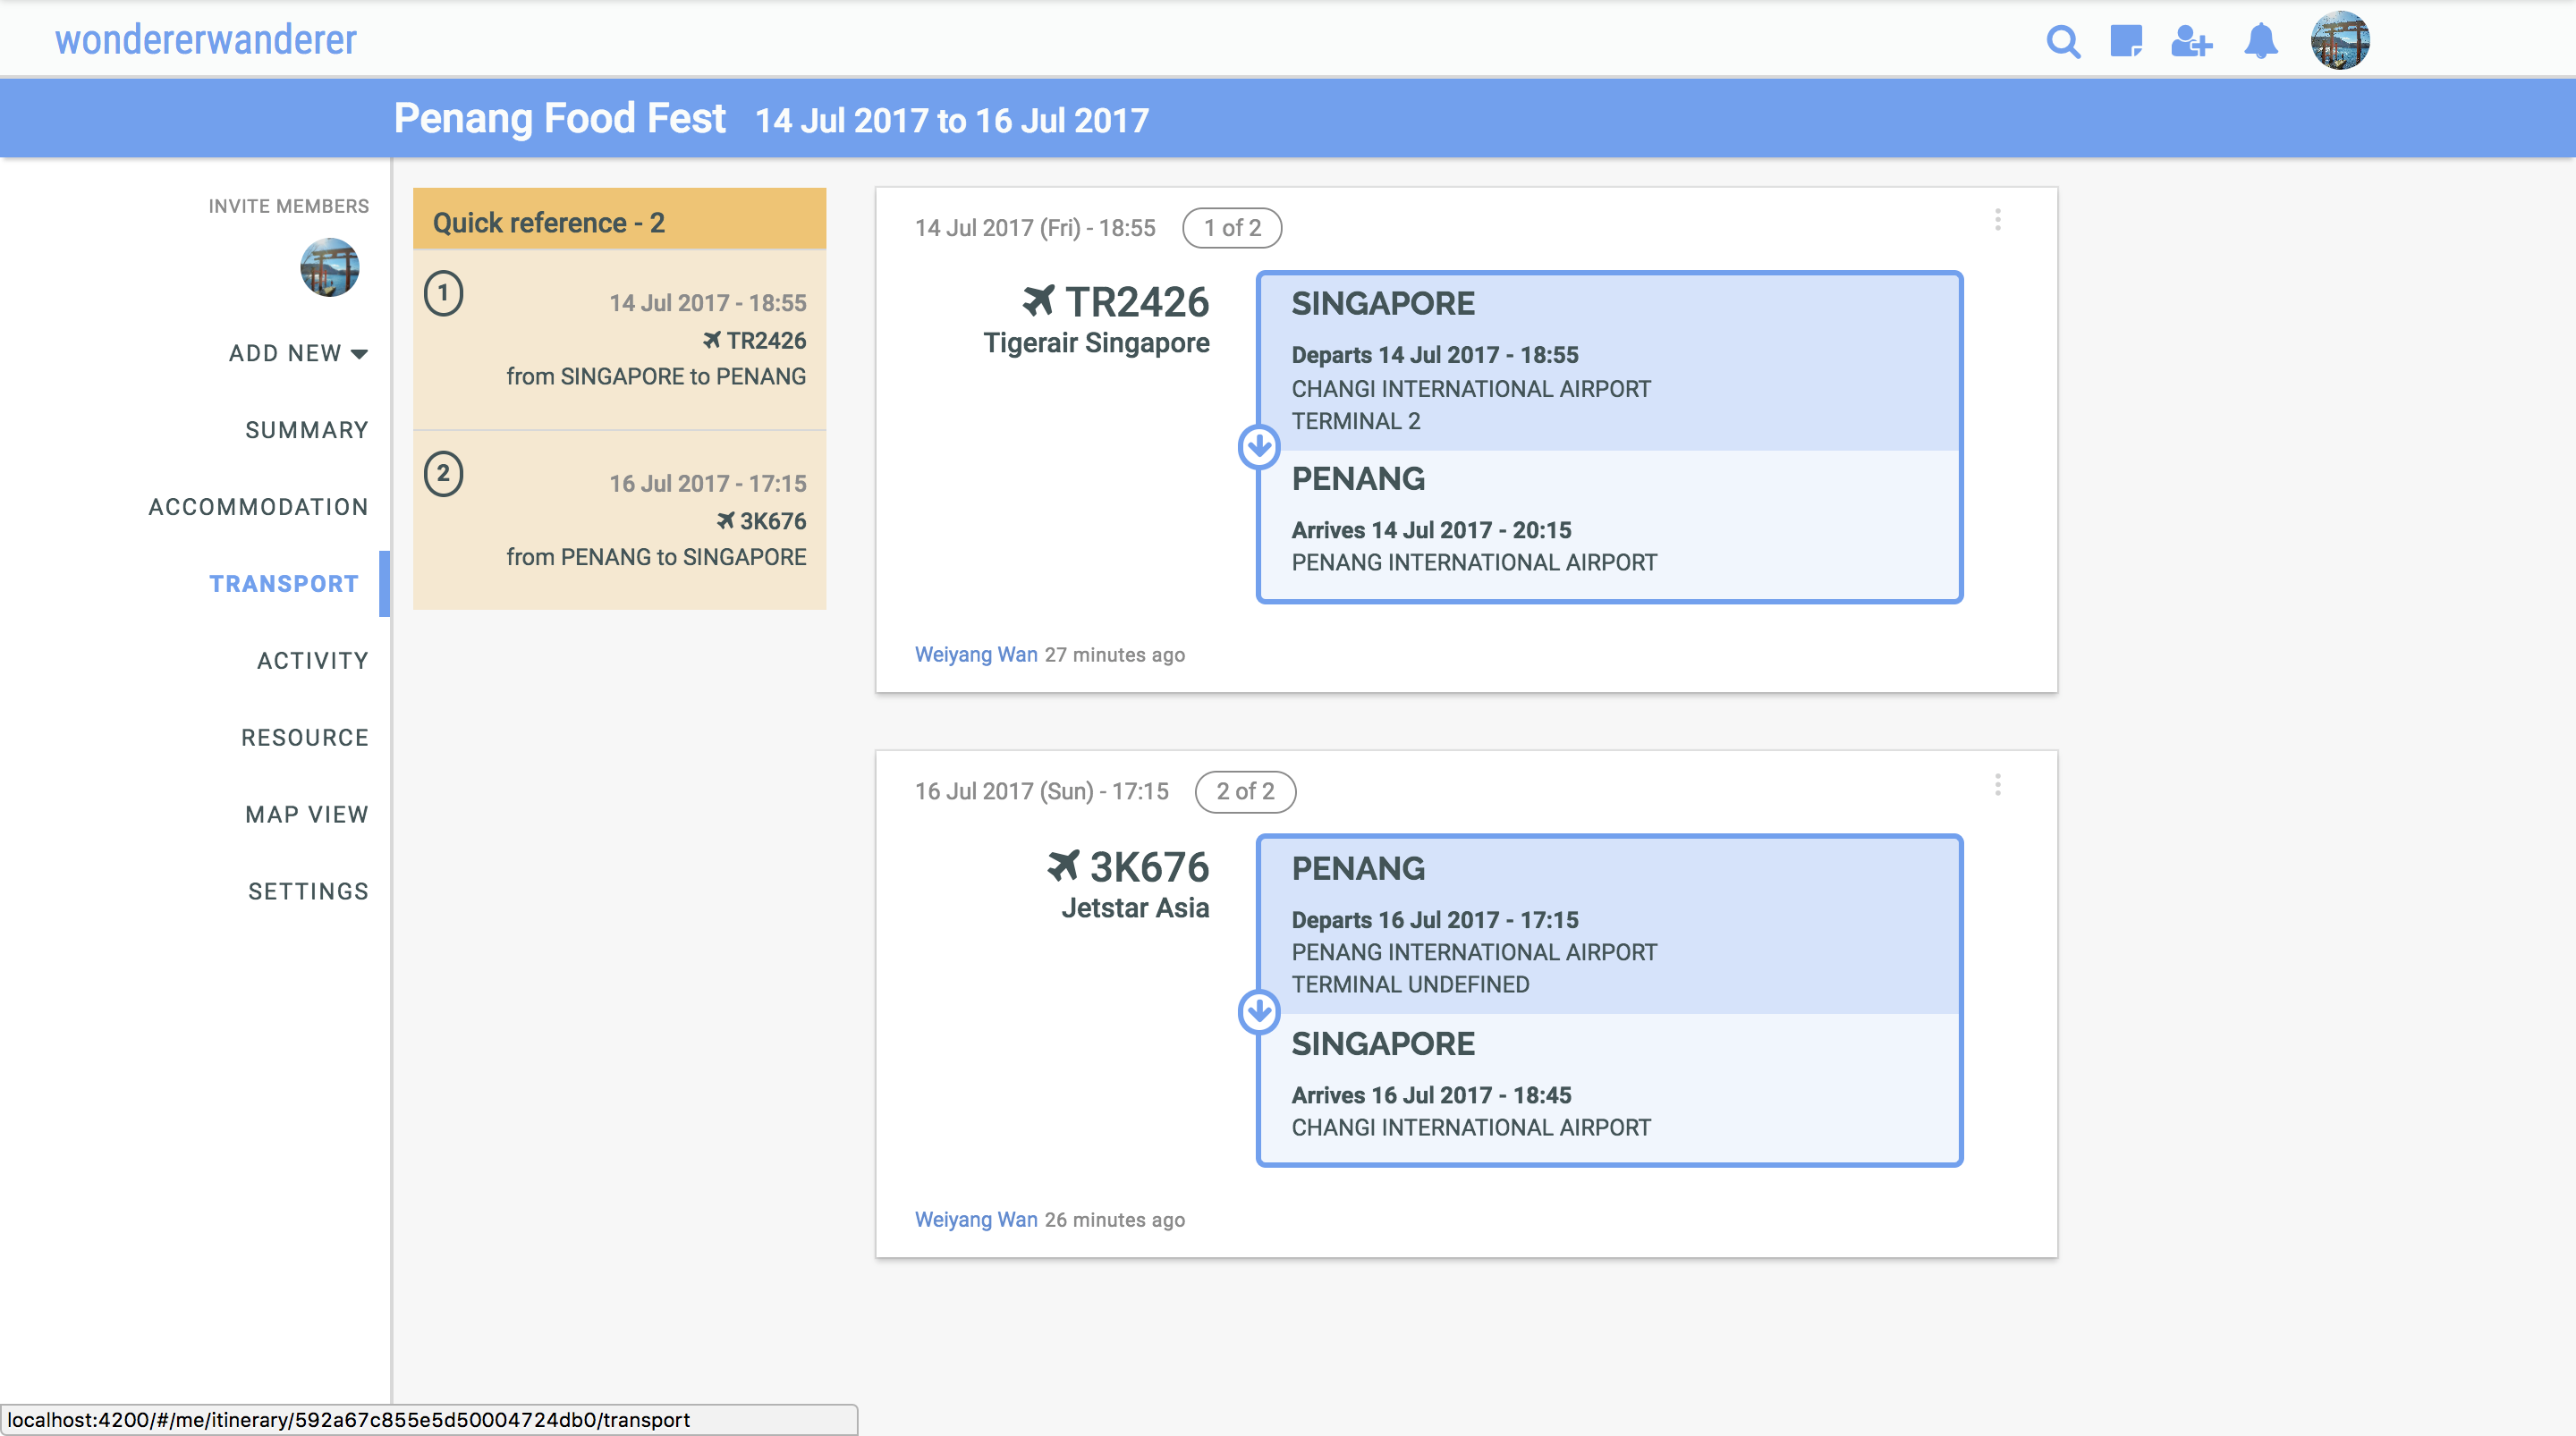 wondererwanderer
Penang Food Fest 14 Jul 2017 to 16 Jul 2017
INVITE MEMBERS
ADD NEW
SUMMARY
ACCOMMODATION
TRANSPORT
ACTIVITY
RESOURCE
MAP VIEW
SETTINGS
Quick reference - 2
1
14 Jul 2017 - 18:55
TR2426
from SINGAPORE to PENANG
2
16 Jul 2017 - 17:15
3K676
from PENANG to SINGAPORE
14 Jul 2017 (Fri) - 18:55 1 of 2
TR2426
Tigerair Singapore
SINGAPORE
Departs 14 Jul 2017 - 18:55
CHANGI INTERNATIONAL AIRPORT
TERMINAL 2
PENANG
Arrives 14 Jul 2017 - 20:15
PENANG INTERNATIONAL AIRPORT
Weiyang Wan 27 minutes ago
16 Jul 2017 (Sun) - 17:15 2 of 2
3K676
Jetstar Asia
PENANG
Departs 16 Jul 2017 - 17:15
PENANG INTERNATIONAL AIRPORT
TERMINAL UNDEFINED
SINGAPORE
Arrives 16 Jul 2017 - 18:45
CHANGI INTERNATIONAL AIRPORT
Weiyang Wan 26 minutes ago
localhost:4200/#/me/itinerary/592a67c855e5d50004724db0/transport